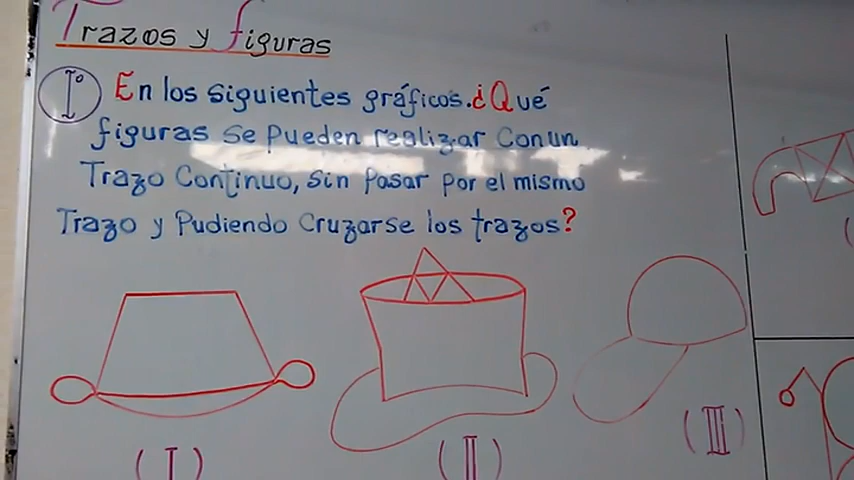 Trazos y figuras
I° En los siguientes gráficos.¿Qué
figuras se pueden realizar con un
Trazo Continuo, sin pasar por el mismo
Trazo y Pudiendo cruzarse los trazos?
(I)
(II)
(III)